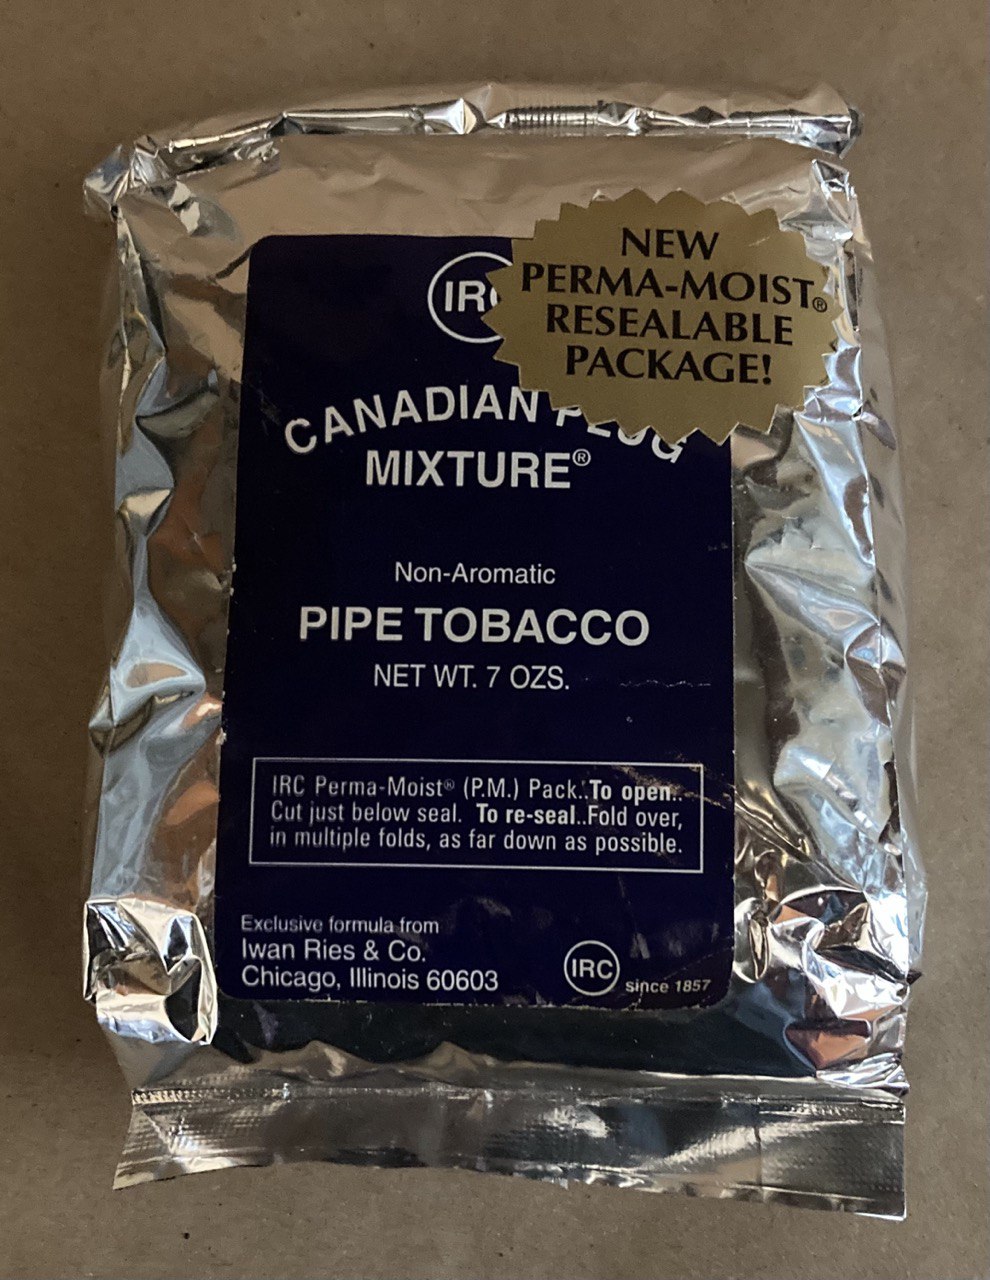 IRC
NEW
PERMA-MOIST®
RESEALABLE
PACKAGE!
CANADIAN PLUG
MIXTURE®
Non-Aromatic
PIPE TOBACCO
NET WT. 7 OZS.
IRC Perma-Moist® (P.M.) Pack..To open..
Cut just below seal. To re-seal..Fold over,
in multiple folds, as far down as possible.
Exclusive formula from
Iwan Ries & Co.
Chicago, Illinois 60603
IRC
since 1857